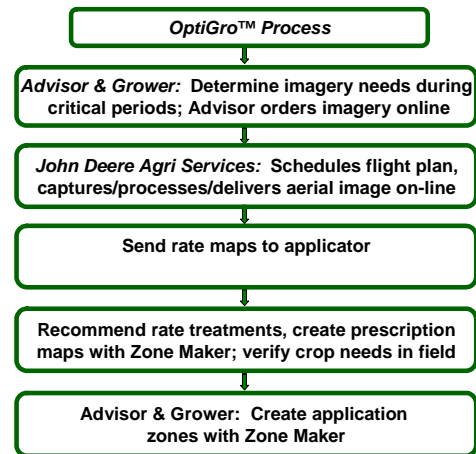 OptiGro™ Process
Advisor & Grower: Determine imagery needs during
critical periods; Advisor orders imagery online
John Deere Agri Services: Schedules flight plan,
captures/processes/delivers aerial image on-line
Send rate maps to applicator
Recommend rate treatments, create prescription
maps with Zone Maker; verify crop needs in field
Advisor & Grower: Create application
zones with Zone Maker